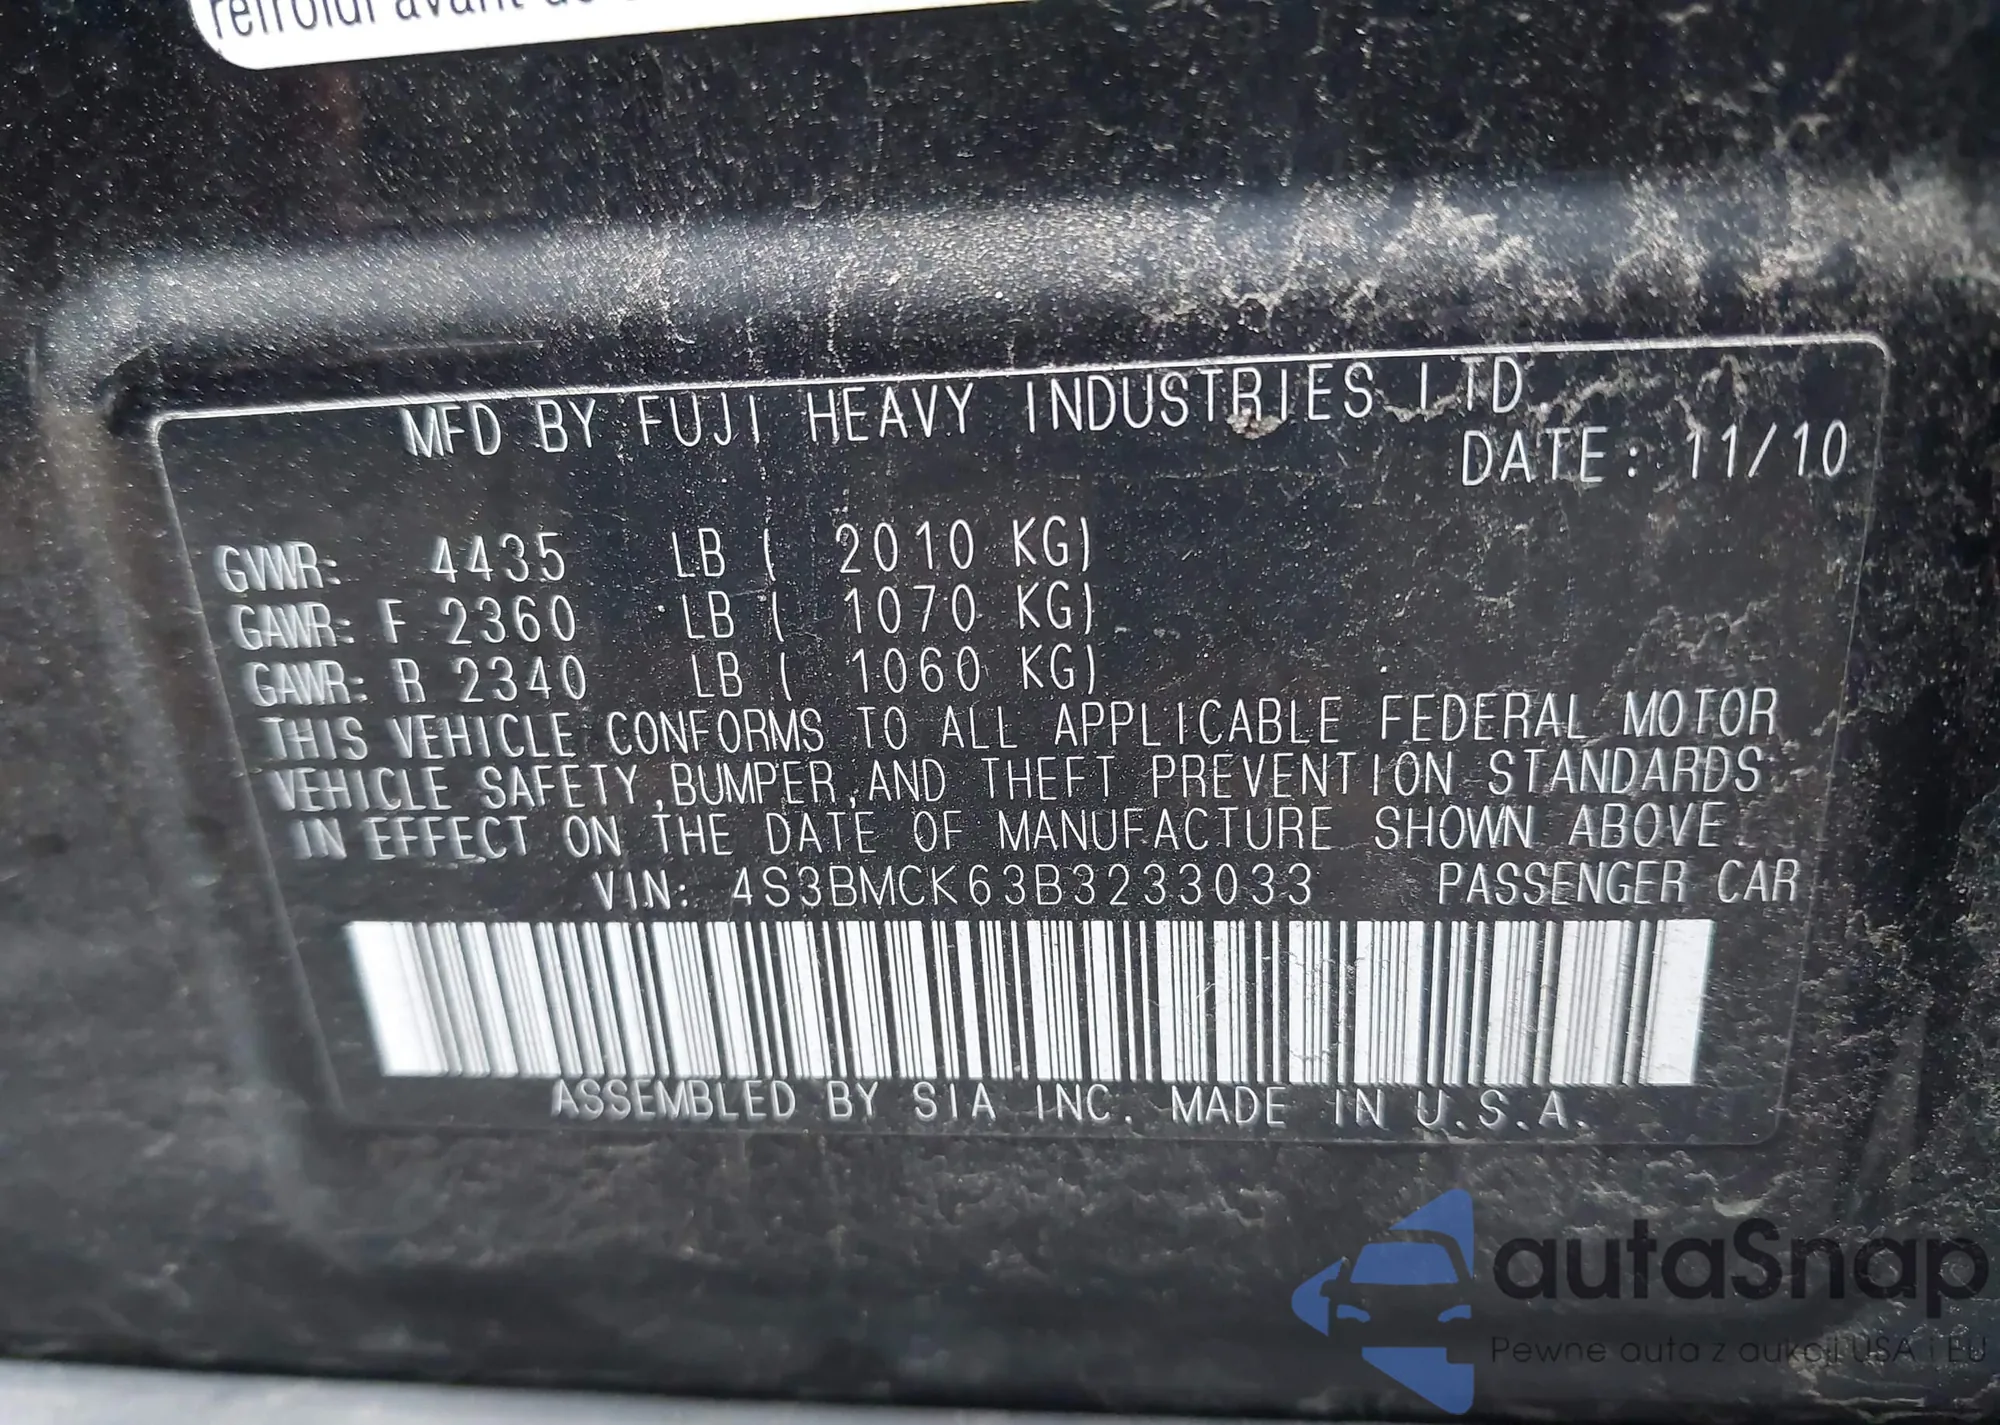 refroidi avant de
MFD BY FUJI HEAVY INDUSTRIES LTD
DATE: 11/10
GVWR: 4435 LB ( 2010 KG)
GAWR: F 2360 LB ( 1070 KG)
GAWR: R 2340 LB ( 1060 KG)
THIS VEHICLE CONFORMS TO ALL APPLICABLE FEDERAL MOTOR
VEHICLE SAFETY,BUMPER,AND THEFT PREVENTION STANDARDS
IN EFFECT ON THE DATE OF MANUFACTURE SHOWN ABOVE.
VIN: 4S3BMCK63B3233033 PASSENGER CAR
ASSEMBLED BY SIA INC. MADE IN U.S.A.
autaSnap
Pewne auta z aukcji USA i EU